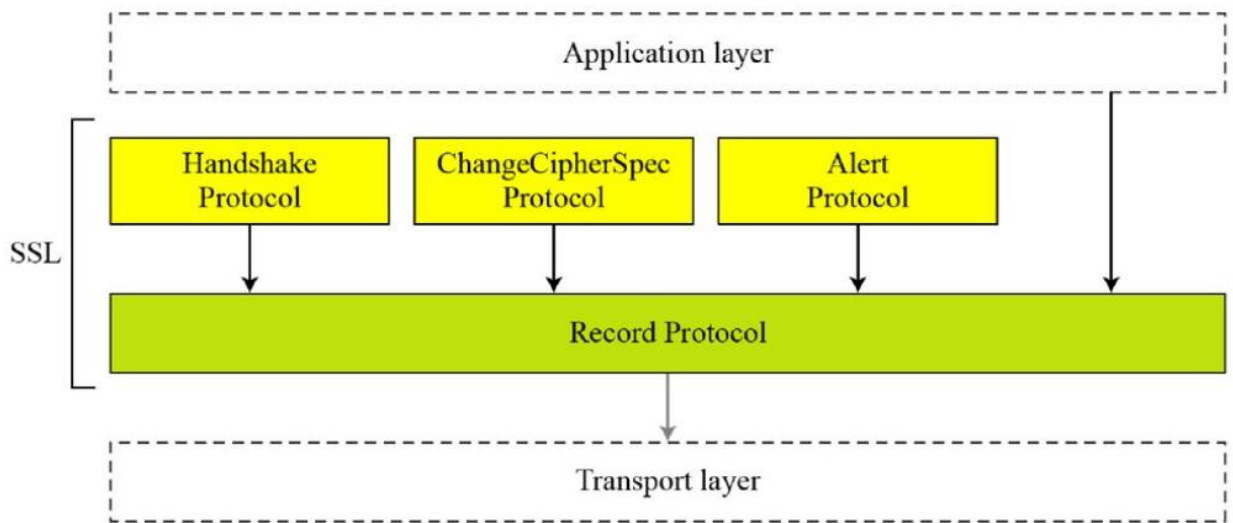 Application layer
Handshake
Protocol
ChangeCipherSpec
Protocol
Alert
Protocol
SSL
Record Protocol
Transport layer